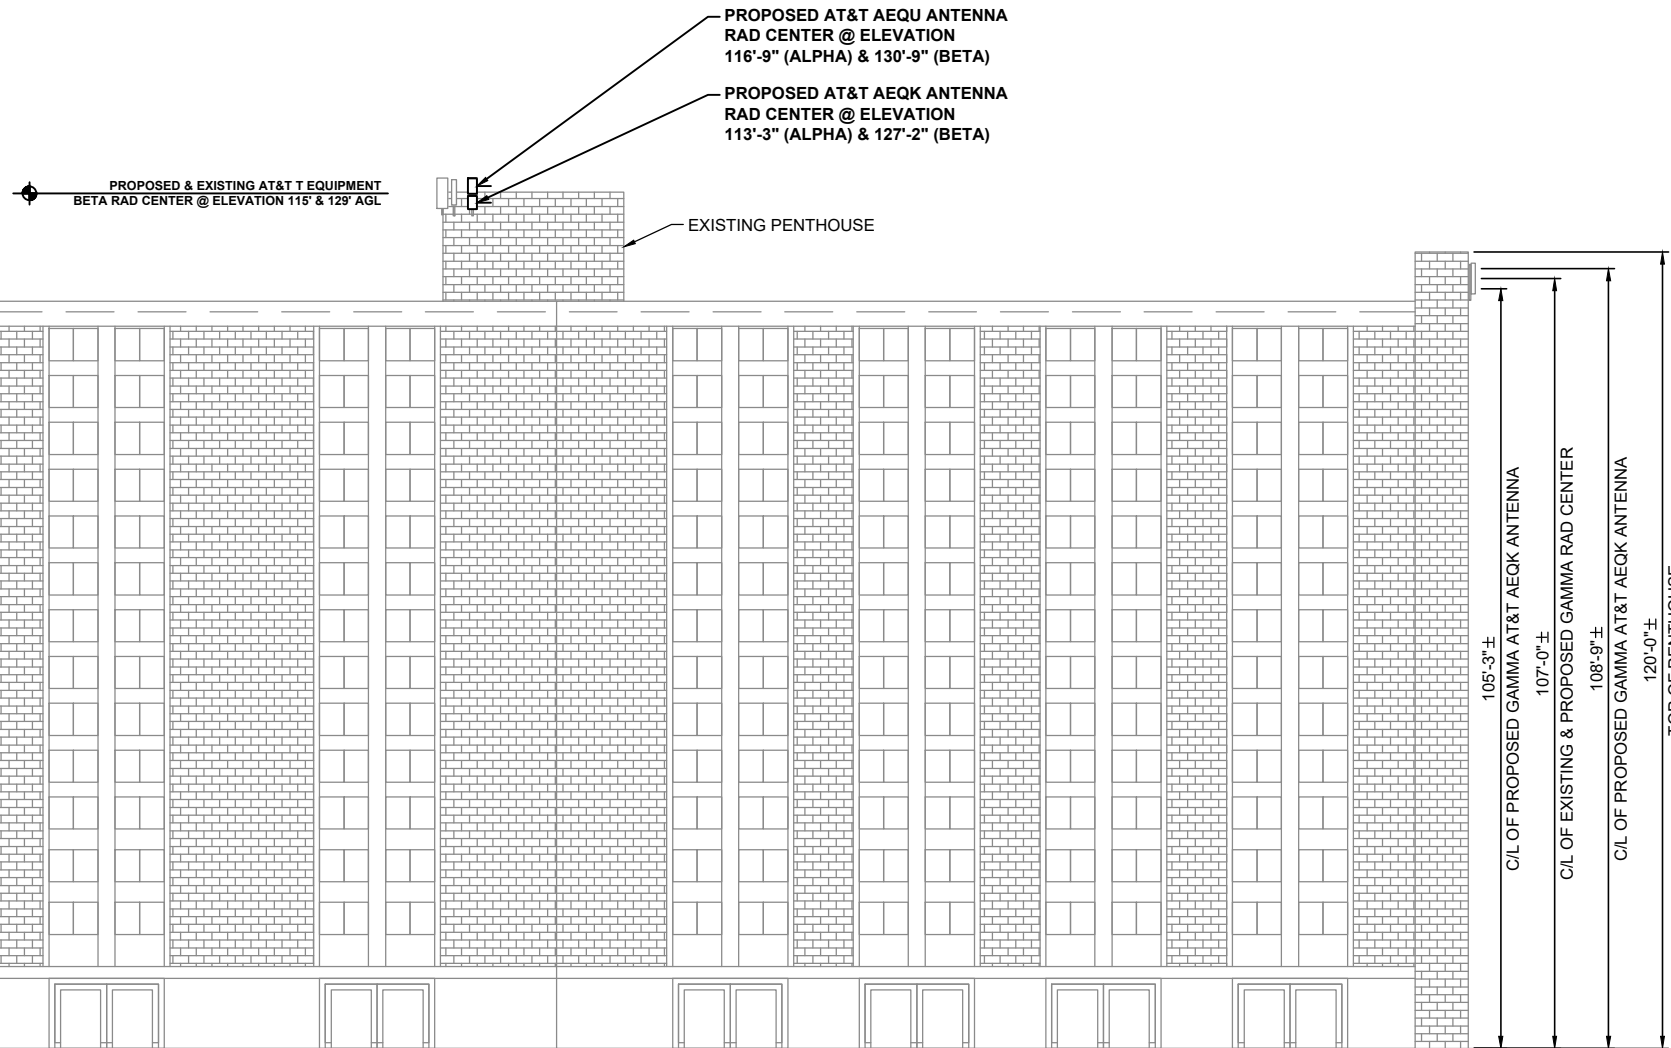 PROPOSED AT&T AEQU ANTENNA
RAD CENTER @ ELEVATION
116'-9" (ALPHA) & 130'-9" (BETA)
PROPOSED AT&T AEQK ANTENNA
RAD CENTER @ ELEVATION
113'-3" (ALPHA) & 127'-2" (BETA)
PROPOSED & EXISTING AT&T T EQUIPMENT
BETA RAD CENTER @ ELEVATION 115' & 129' AGL
EXISTING PENTHOUSE
105'-3"±
C/L OF PROPOSED GAMMA AT&T AEQK ANTENNA
107'-0"±
C/L OF EXISTING & PROPOSED GAMMA RAD CENTER
108'-9"±
C/L OF PROPOSED GAMMA AT&T AEQK ANTENNA
120'-0"±
TOP OF PENTHOUSE